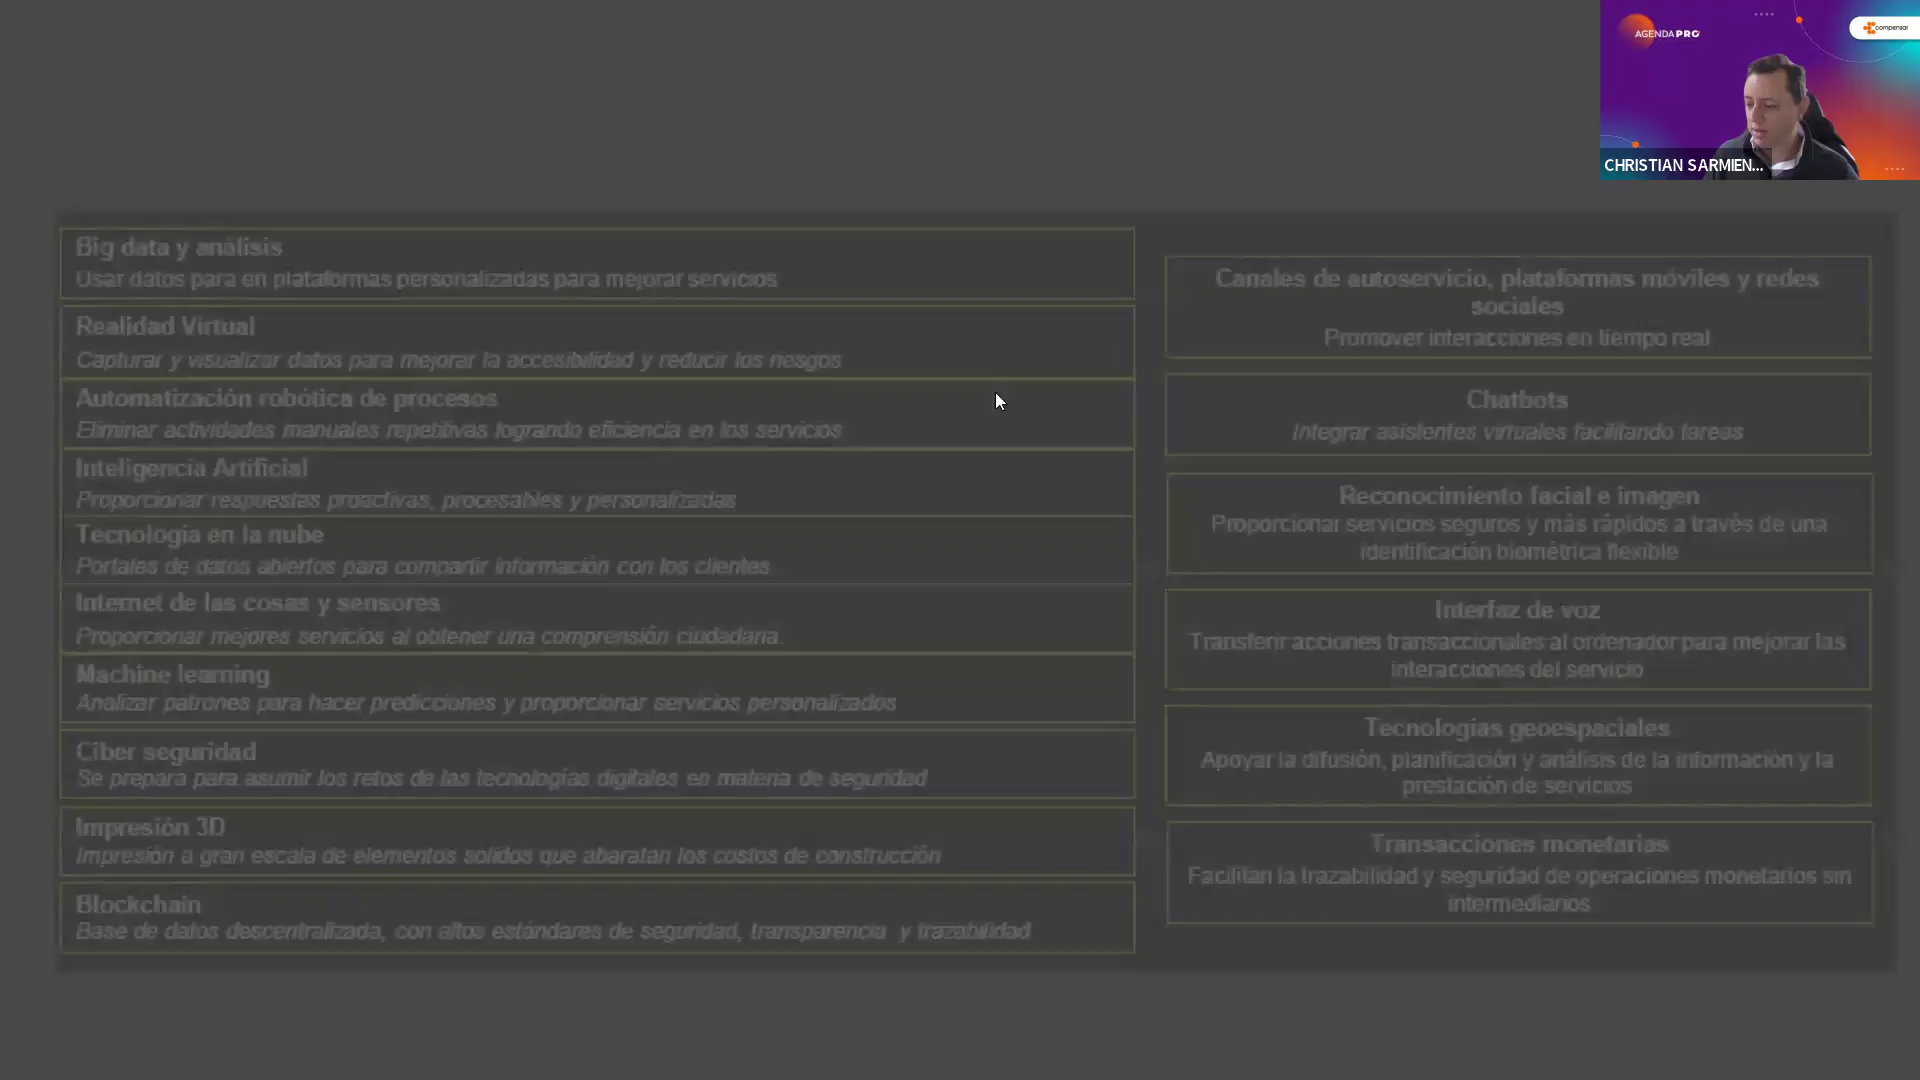 AGENDAPRO
compensar
CHRISTIAN SARMIEN...
Big data y análisis
Usar datos para en plataformas personalizadas para mejorar servicios
Realidad Virtual
Capturar y visualizar datos para mejorar la accesibilidad y reducir los riesgos
Automatización robótica de procesos
Eliminar actividades manuales repetitivas logrando eficiencia en los servicios
Inteligencia Artificial
Proporcionar respuestas proactivas, procesables y personalizadas
Tecnología en la nube
Portales de datos abiertos para compartir información con los clientes
Internet de las cosas y sensores
Proporcionar mejores servicios al obtener una comprensión ciudadana.
Machine learning
Analizar patrones para hacer predicciones y proporcionar servicios personalizados
Ciber seguridad
Se prepara para asumir los retos de las tecnologías digitales en materia de seguridad
Impresión 3D
Impresión a gran escala de elementos solidos que abaratan los costos de construcción
Blockchain
Base de datos descentralizada, con altos estándares de seguridad, transparencia y trazabilidad
Canales de autoservicio, plataformas móviles y redes
sociales
Promover interacciones en tiempo real
Chatbots
Integrar asistentes virtuales facilitando tareas
Reconocimiento facial e imagen
Proporcionar servicios seguros y más rápidos a través de una
identificación biométrica flexible
Interfaz de voz
Transferir acciones transaccionales al ordenador para mejorar las
interacciones del servicio
Tecnologías geoespaciales
Apoyar la difusión, planificación y análisis de la información y la
prestación de servicios
Transacciones monetarias
Facilitan la trazabilidad y seguridad de operaciones monetarios sin
intermediarios